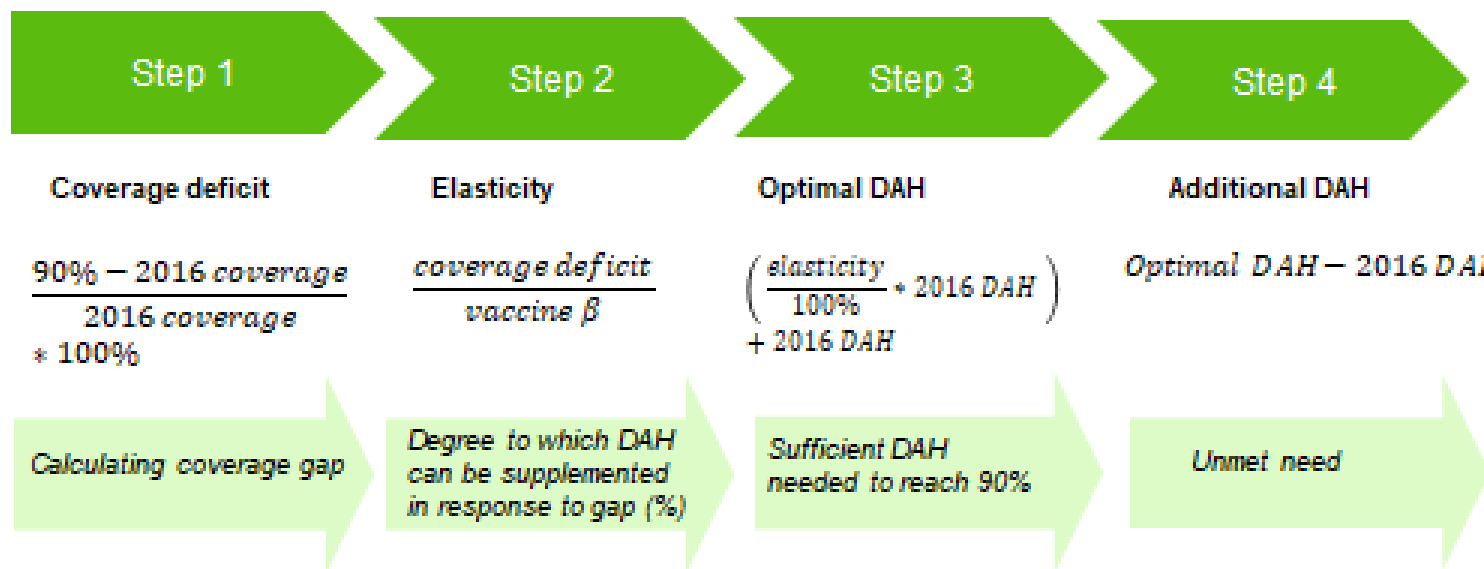 Step 1
Step 2
Step 3
Step 4
Coverage deficit
Elasticity
Optimal DAH
Additional DAH
90% − 2016 coverage
2016 coverage
∗ 100%
coverage deficit
vaccine β
( elasticity
100% ∗ 2016 DAH )
+ 2016 DAH
Optimal DAH − 2016 DAH
Calculating coverage gap
Degree to which DAH
can be supplemented
in response to gap (%)
Sufficient DAH
needed to reach 90%
Unmet need